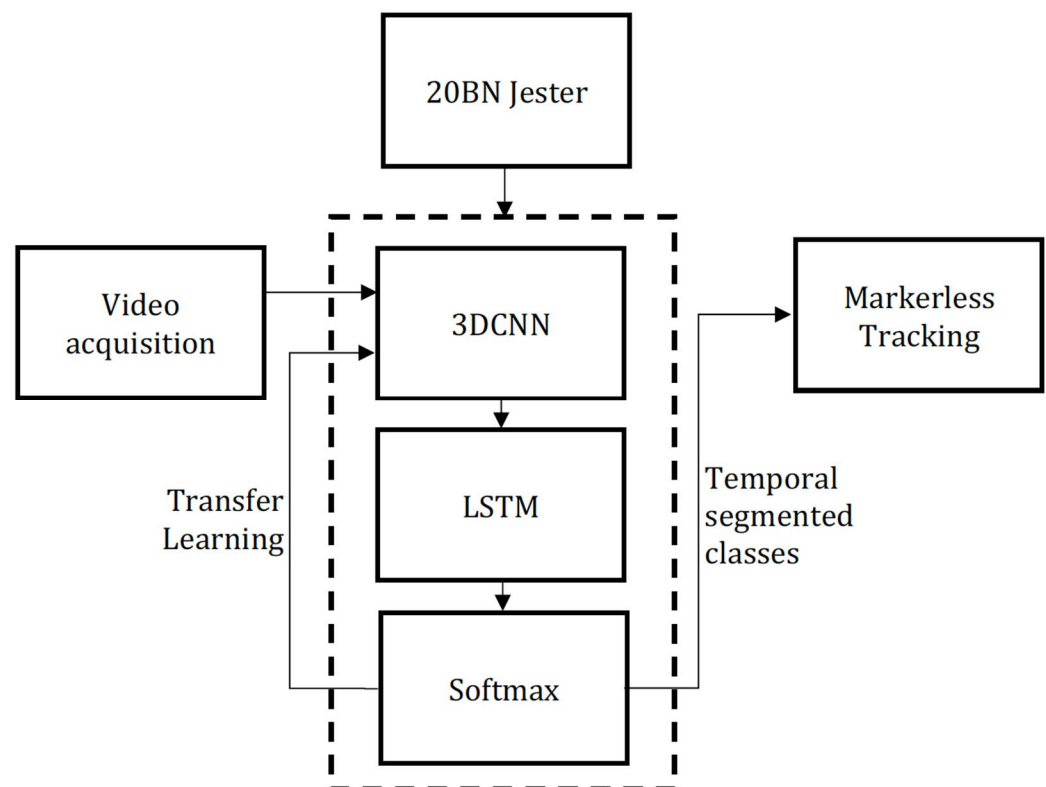 20BN Jester
Video
acquisition
3DCNN
Markerless
Tracking
Transfer
Learning
LSTM
Temporal
segmented
classes
Softmax